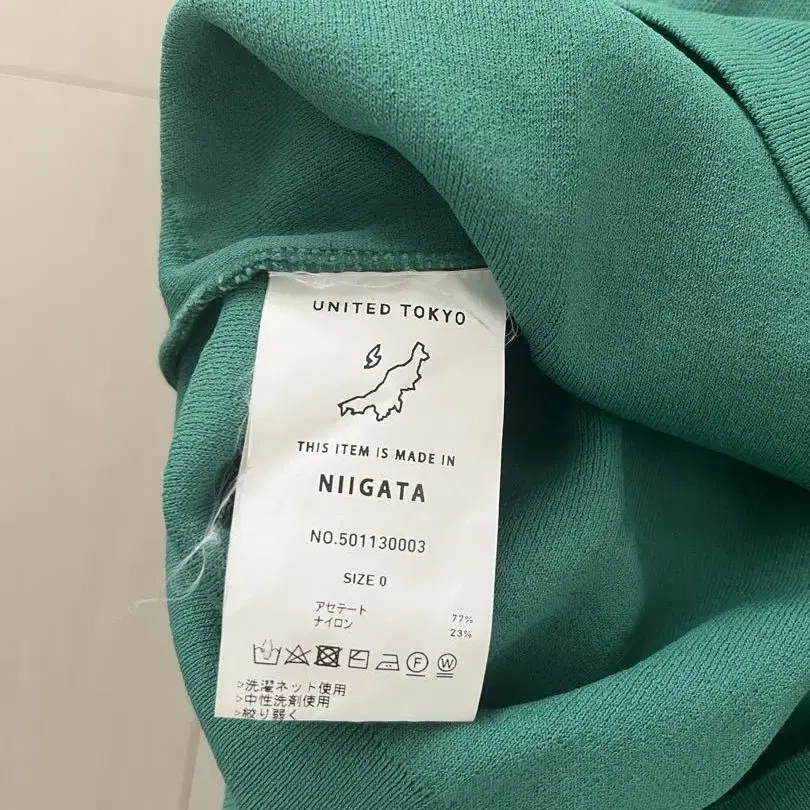 UNITED TOKYO
THIS ITEM IS MADE IN
NIIGATA
NO.501130003
SIZE 0
アセテート 77%
ナイロン 23%
F W
▷洗濯ネット使用
▷中性洗剤使用
▷絞り弱く